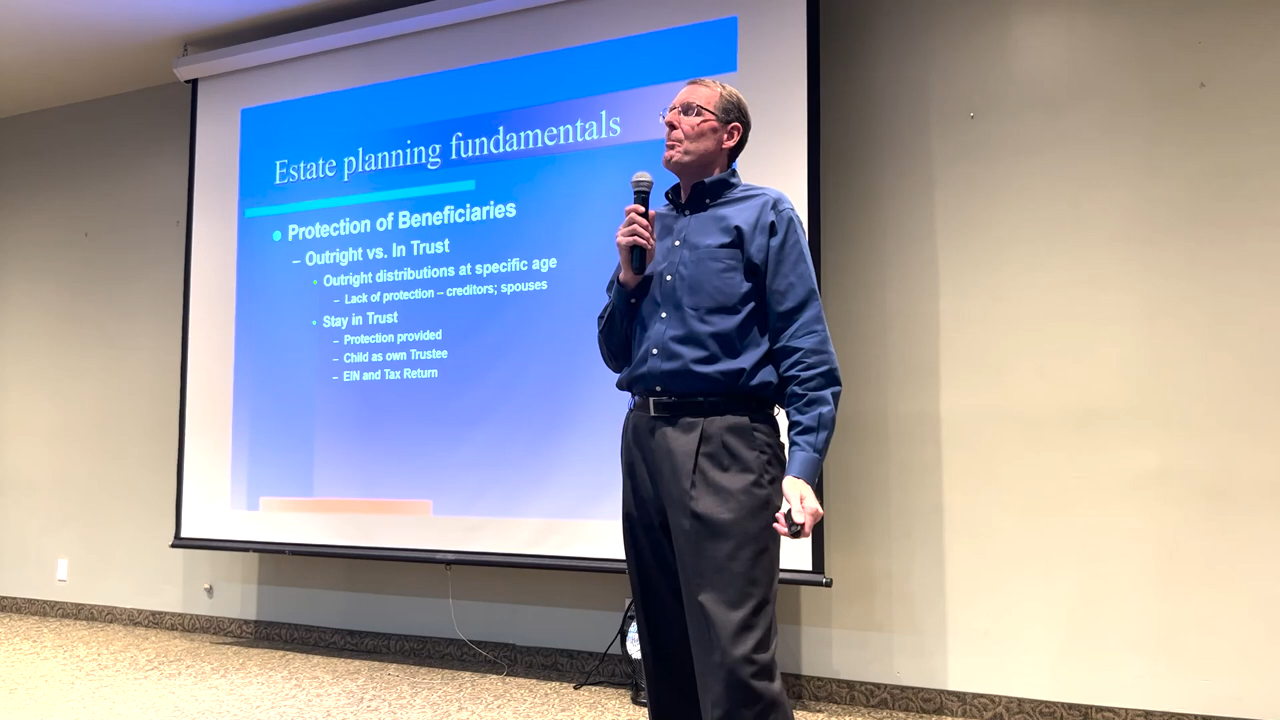 Estate planning fundamentals
Protection of Beneficiaries
– Outright vs. In Trust
Outright distributions at specific age
– Lack of protection – creditors; spouses
Stay in Trust
– Protection provided
– Child as own Trustee
– EIN and Tax Return